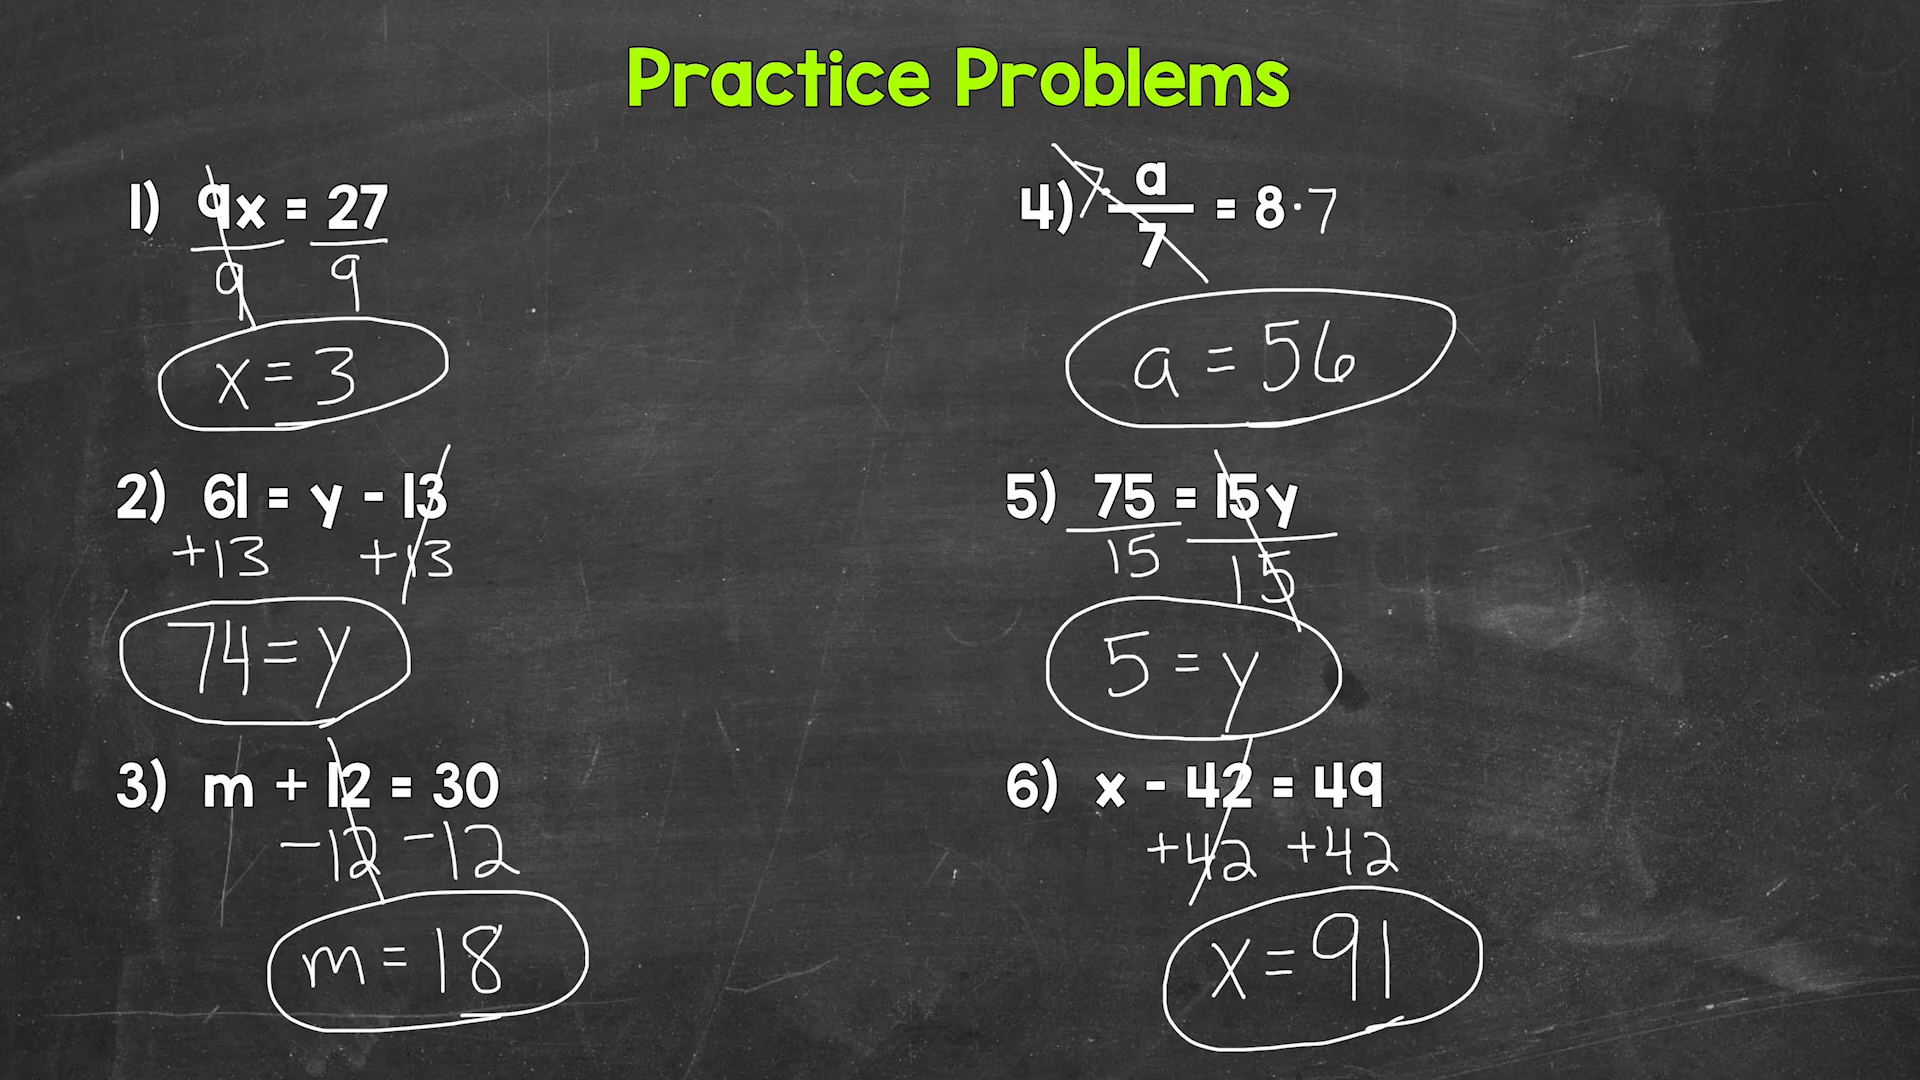 Practice Problems
1) 9x = 27
9 9
x = 3
2) 61 = y - 13
+13 +13
74 = y
3) m + 12 = 30
-12 -12
m = 18
4) 7 · a/7 = 8 · 7
a = 56
5) 75 = 15y
15 15
5 = y
6) x - 42 = 49
+42 +42
x = 91